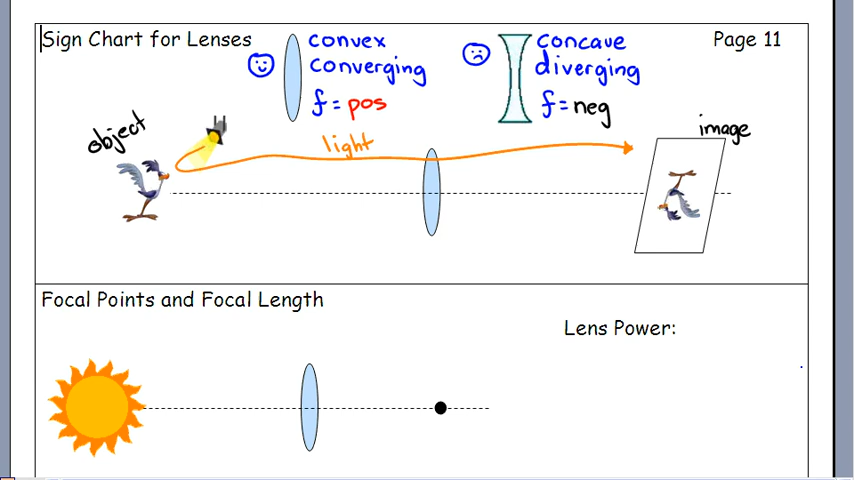 Sign Chart for Lenses
Page 11
convex
converging
f = pos
concave
diverging
f = neg
object
light
image
Focal Points and Focal Length
Lens Power: